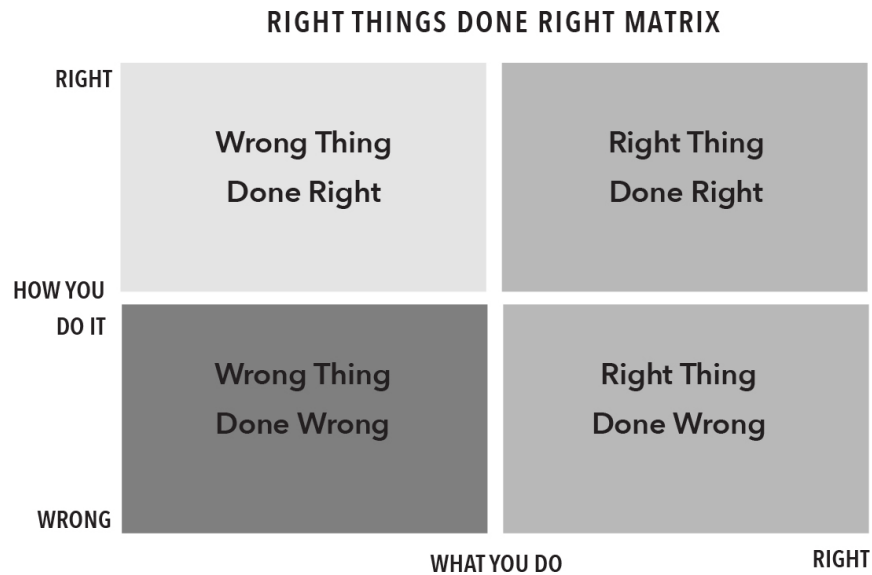 RIGHT THINGS DONE RIGHT MATRIX
RIGHT
Wrong Thing
Done Right
Right Thing
Done Right
HOW YOU
DO IT
Wrong Thing
Done Wrong
Right Thing
Done Wrong
WRONG
WHAT YOU DO
RIGHT